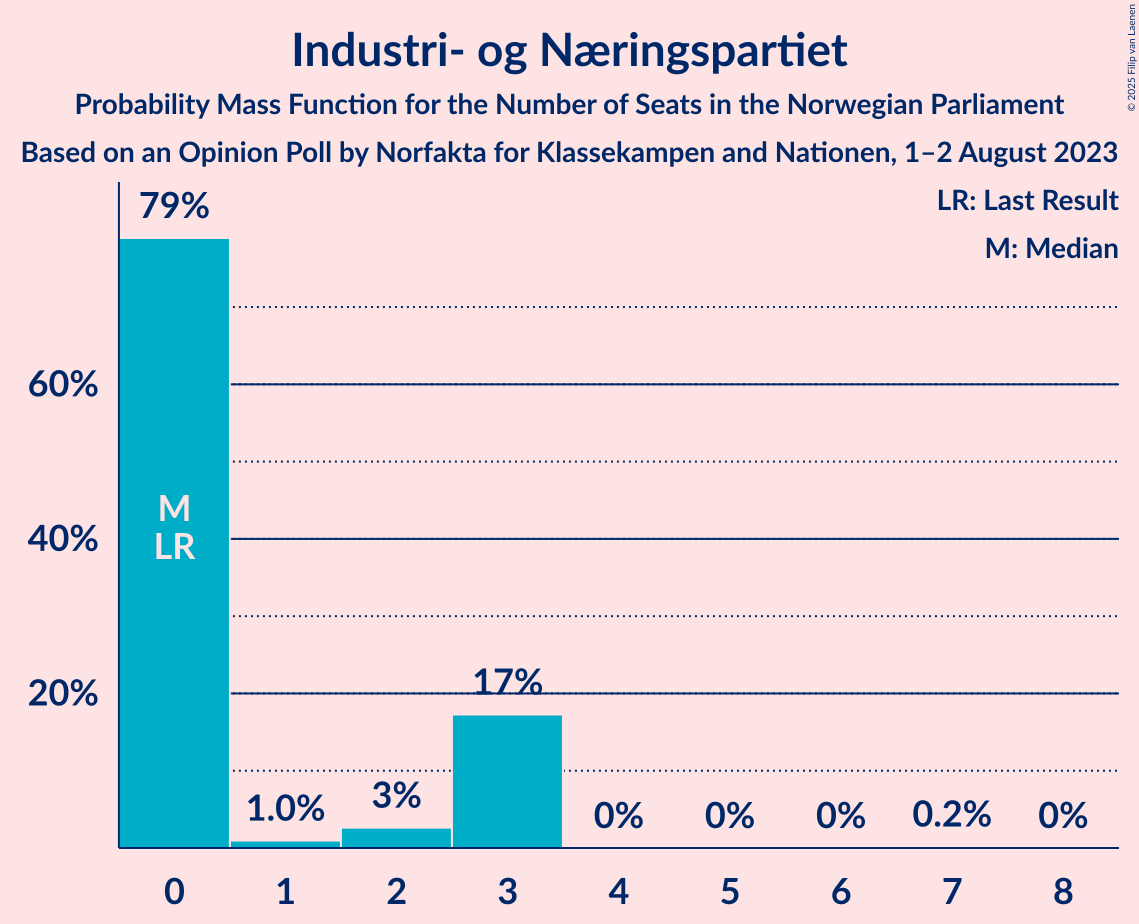 Industri- og Næringspartiet
Probability Mass Function for the Number of Seats in the Norwegian Parliament
Based on an Opinion Poll by Norfakta for Klassekampen and Nationen, 1–2 August 2023
© 2025 Filip van Laenen
LR: Last Result
M: Median
79%
60%
M
LR
40%
17%
20%
1.0%
3%
0%
0%
0%
0.2%
0%
0 1 2 3 4 5 6 7 8